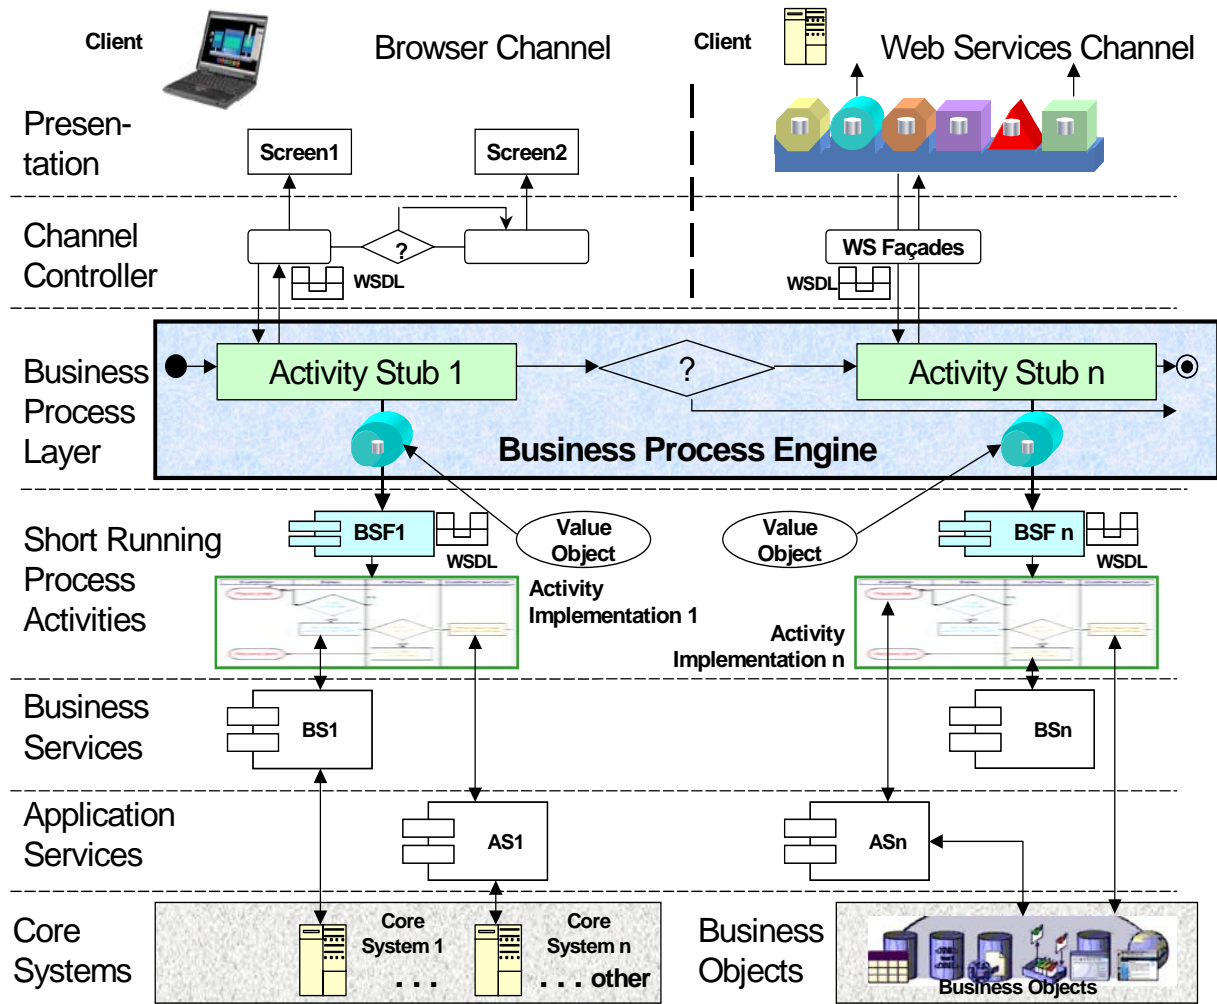 Client
Browser Channel
Client
Web Services Channel
Presen-
tation
Screen1
Screen2
Channel
Controller
?
WSDL
WS Façades
WSDL
Business
Process
Layer
Activity Stub 1
?
Activity Stub n
Business Process Engine
Short Running
Process
Activities
BSF1
WSDL
Value
Object
Value
Object
BSF n
WSDL
Activity
Implementation 1
Activity
Implementation n
Business
Services
BS1
BSn
Application
Services
AS1
ASn
Core
Systems
Core
System 1
. . .
Core
System n
. . . other
Business
Objects
Business Objects